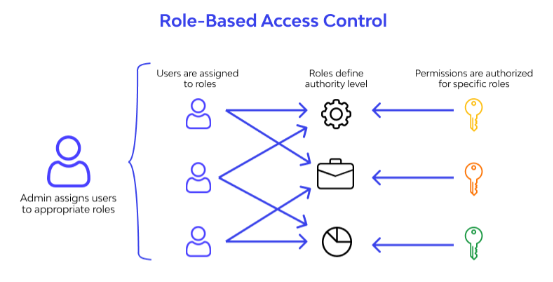 Role-Based Access Control
Users are assigned
to roles
Roles define
authority level
Permissions are authorized
for specific roles
Admin assigns users
to appropriate roles